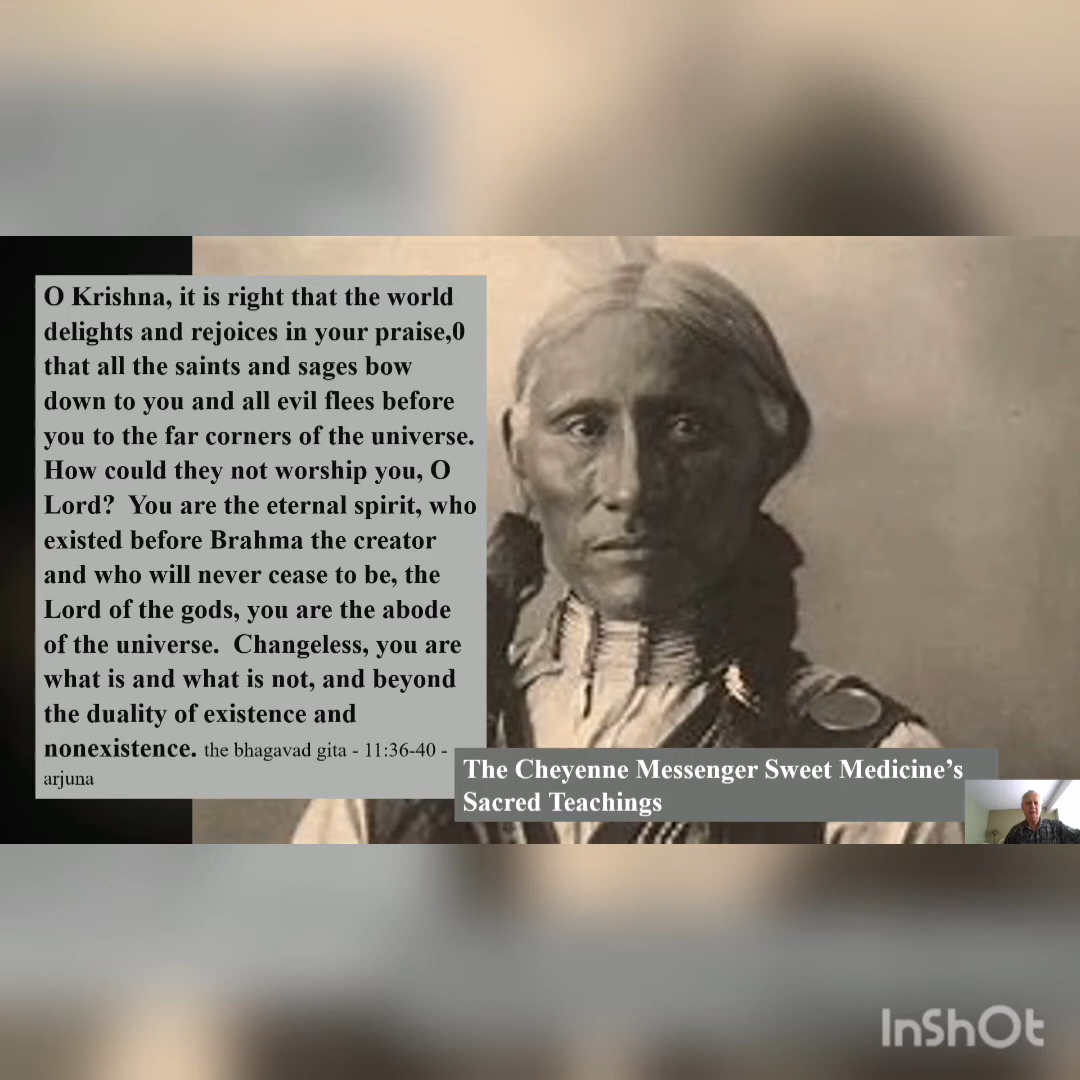 O Krishna, it is right that the world
delights and rejoices in your praise,0
that all the saints and sages bow
down to you and all evil flees before
you to the far corners of the universe.
How could they not worship you, O
Lord?  You are the eternal spirit, who
existed before Brahma the creator
and who will never cease to be, the
Lord of the gods, you are the abode
of the universe.  Changeless, you are
what is and what is not, and beyond
the duality of existence and
nonexistence. the bhagavad gita - 11:36-40 -
arjuna
The Cheyenne Messenger Sweet Medicine’s
Sacred Teachings
InShOt